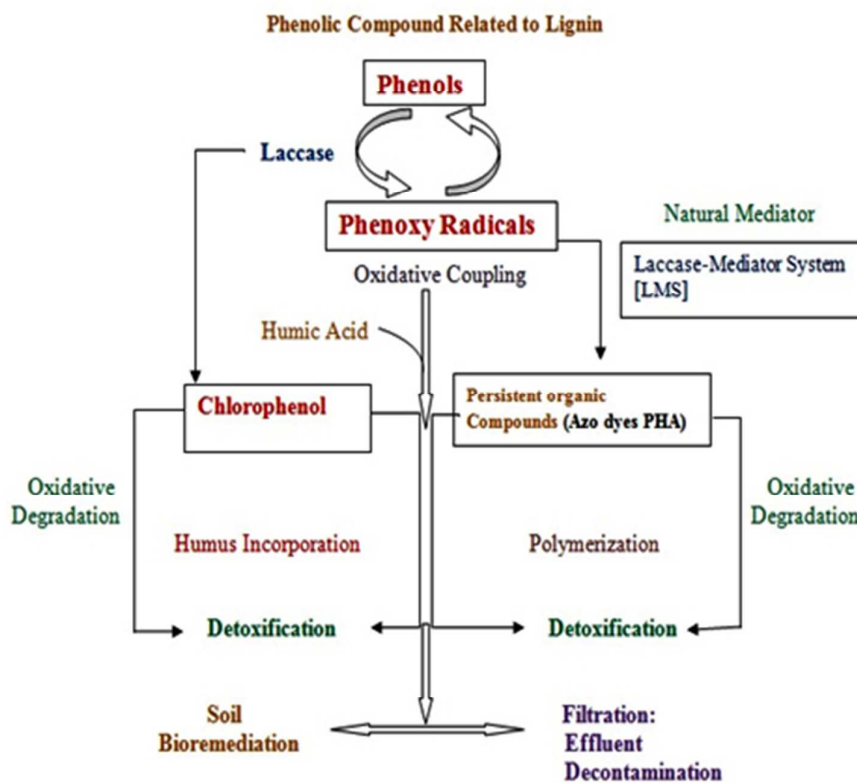 Phenolic Compound Related to Lignin
Phenols
Laccase
Phenoxy Radicals
Natural Mediator
Laccase-Mediator System
[LMS]
Oxidative Coupling
Humic Acid
Chlorophenol
Persistent organic
Compounds (Azo dyes PHA)
Oxidative
Degradation
Oxidative
Degradation
Humus Incorporation
Polymerization
Detoxification
Detoxification
Soil
Bioremediation
Filtration:
Effluent
Decontamination